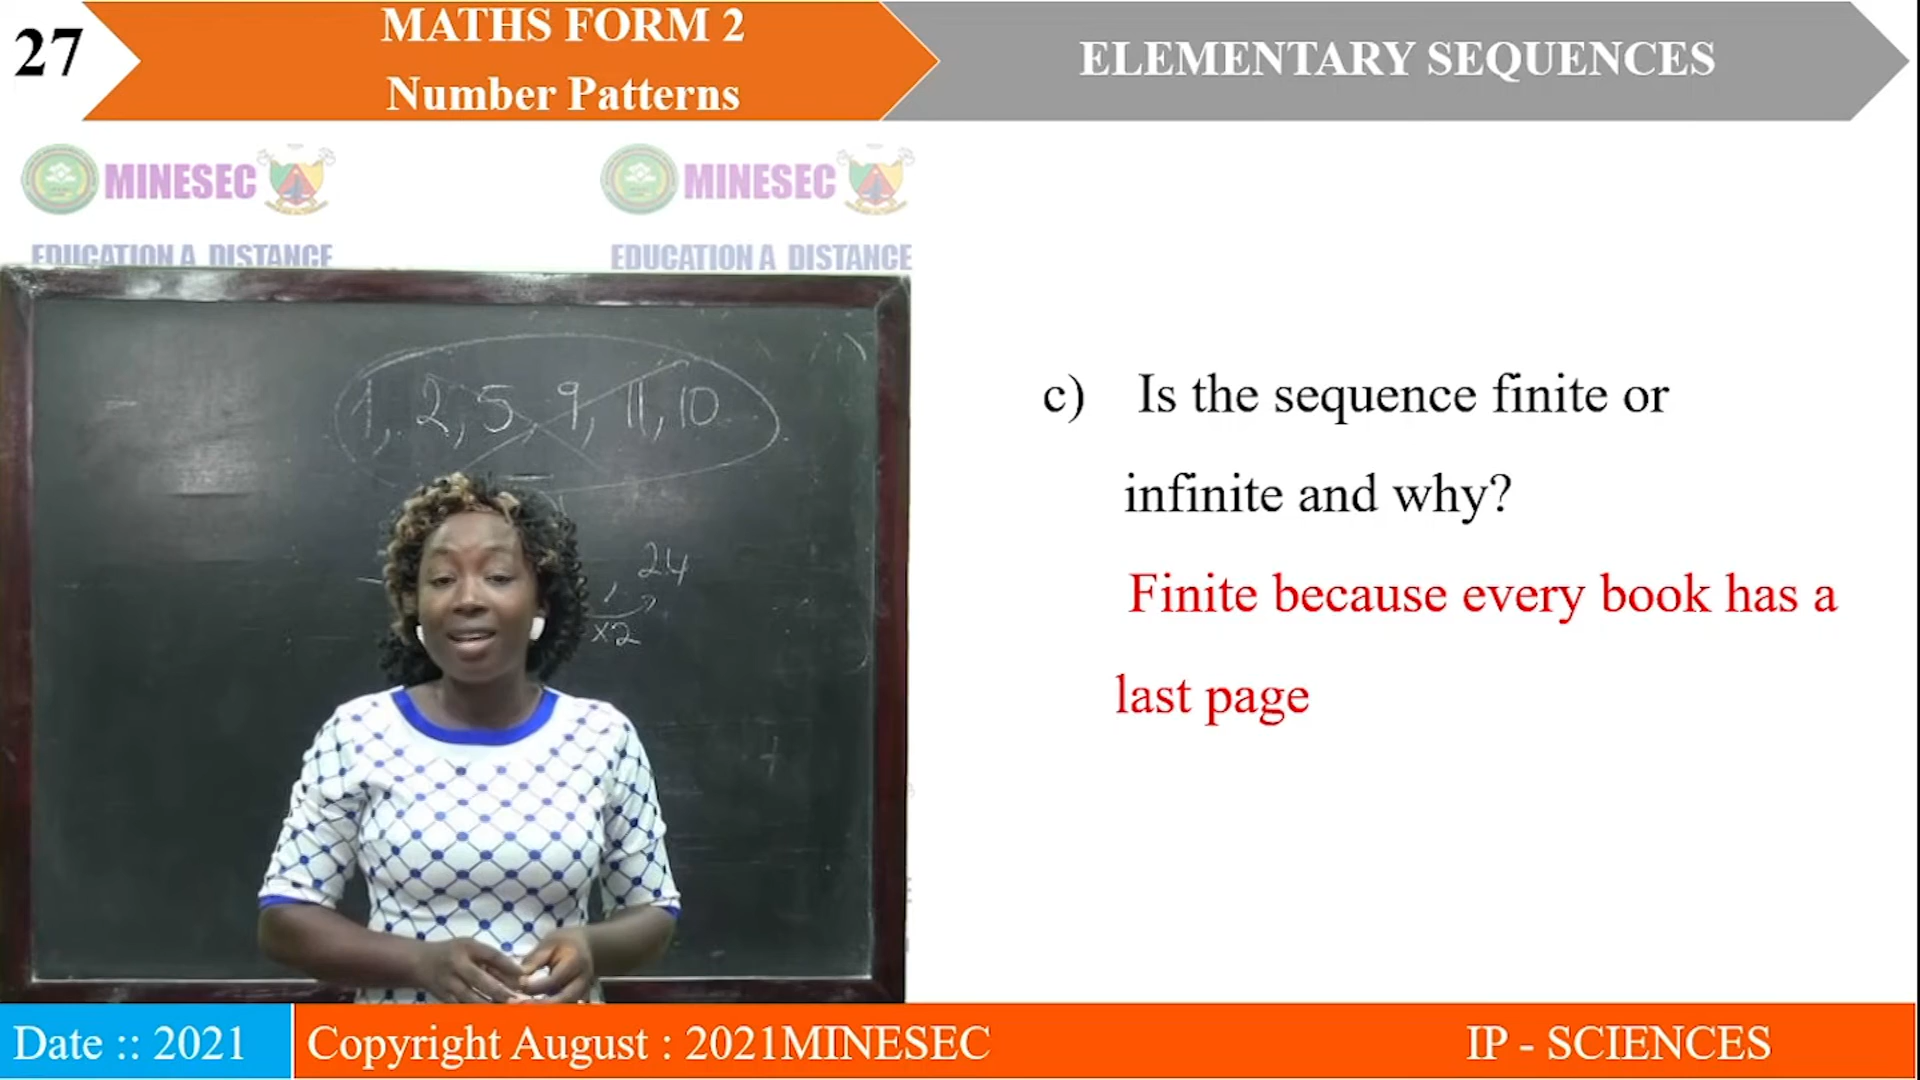 27
MATHS FORM 2
Number Patterns
ELEMENTARY SEQUENCES
MINESEC
MINESEC
EDUCATION A DISTANCE
EDUCATION A DISTANCE
1, 2, 5, 9, 11, 10
24
x2
c) Is the sequence finite or
infinite and why?
Finite because every book has a
last page
Date :: 2021
Copyright August : 2021MINESEC
IP - SCIENCES